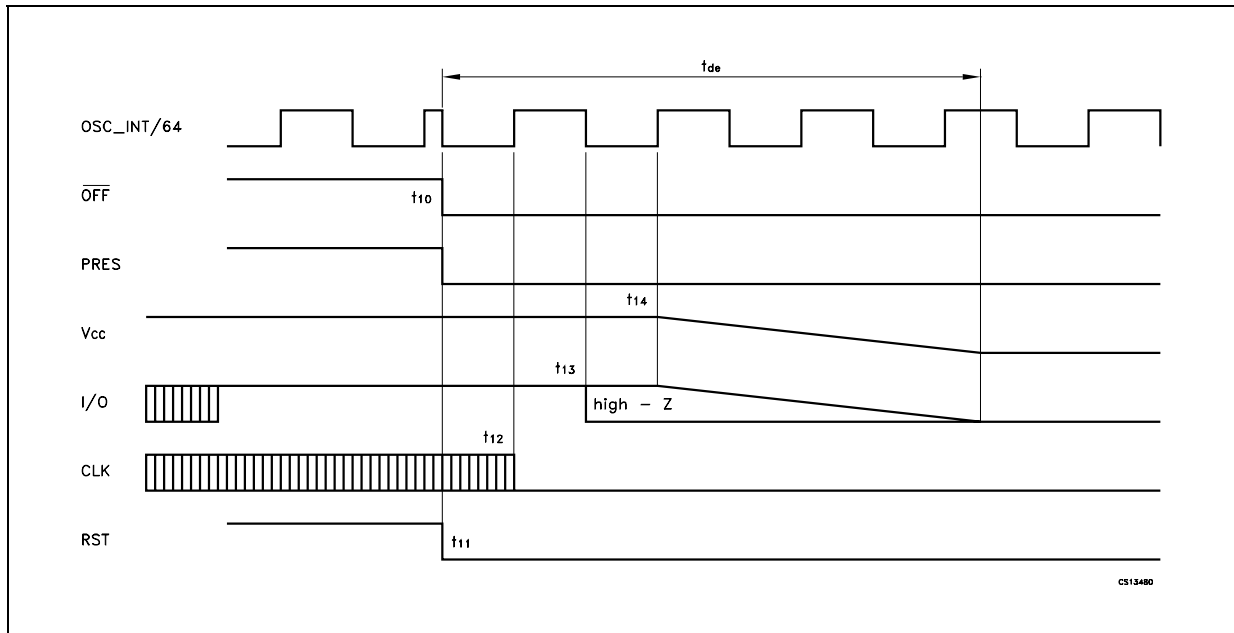 tde
OSC_INT/64
OFF
t10
PRES
t14
Vcc
t13
I/O
high - Z
t12
CLK
RST
t11
CS13480